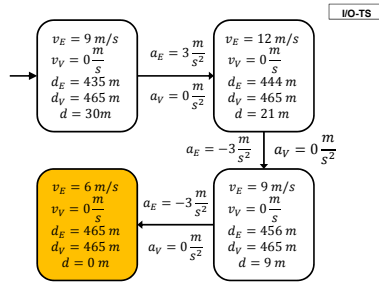 I/O-TS
v_E = 9 m/s
v_V = 0 m/s
d_E = 435 m
d_V = 465 m
d = 30m
a_E = 3 m/s²
a_V = 0 m/s²
v_E = 12 m/s
v_V = 0 m/s
d_E = 444 m
d_V = 465 m
d = 21 m
a_E = −3 m/s² a_V = 0 m/s²
v_E = 9 m/s
v_V = 0 m/s
d_E = 456 m
d_V = 465 m
d = 9 m
a_E = −3 m/s²
a_V = 0 m/s²
v_E = 6 m/s
v_V = 0 m/s
d_E = 465 m
d_V = 465 m
d = 0 m